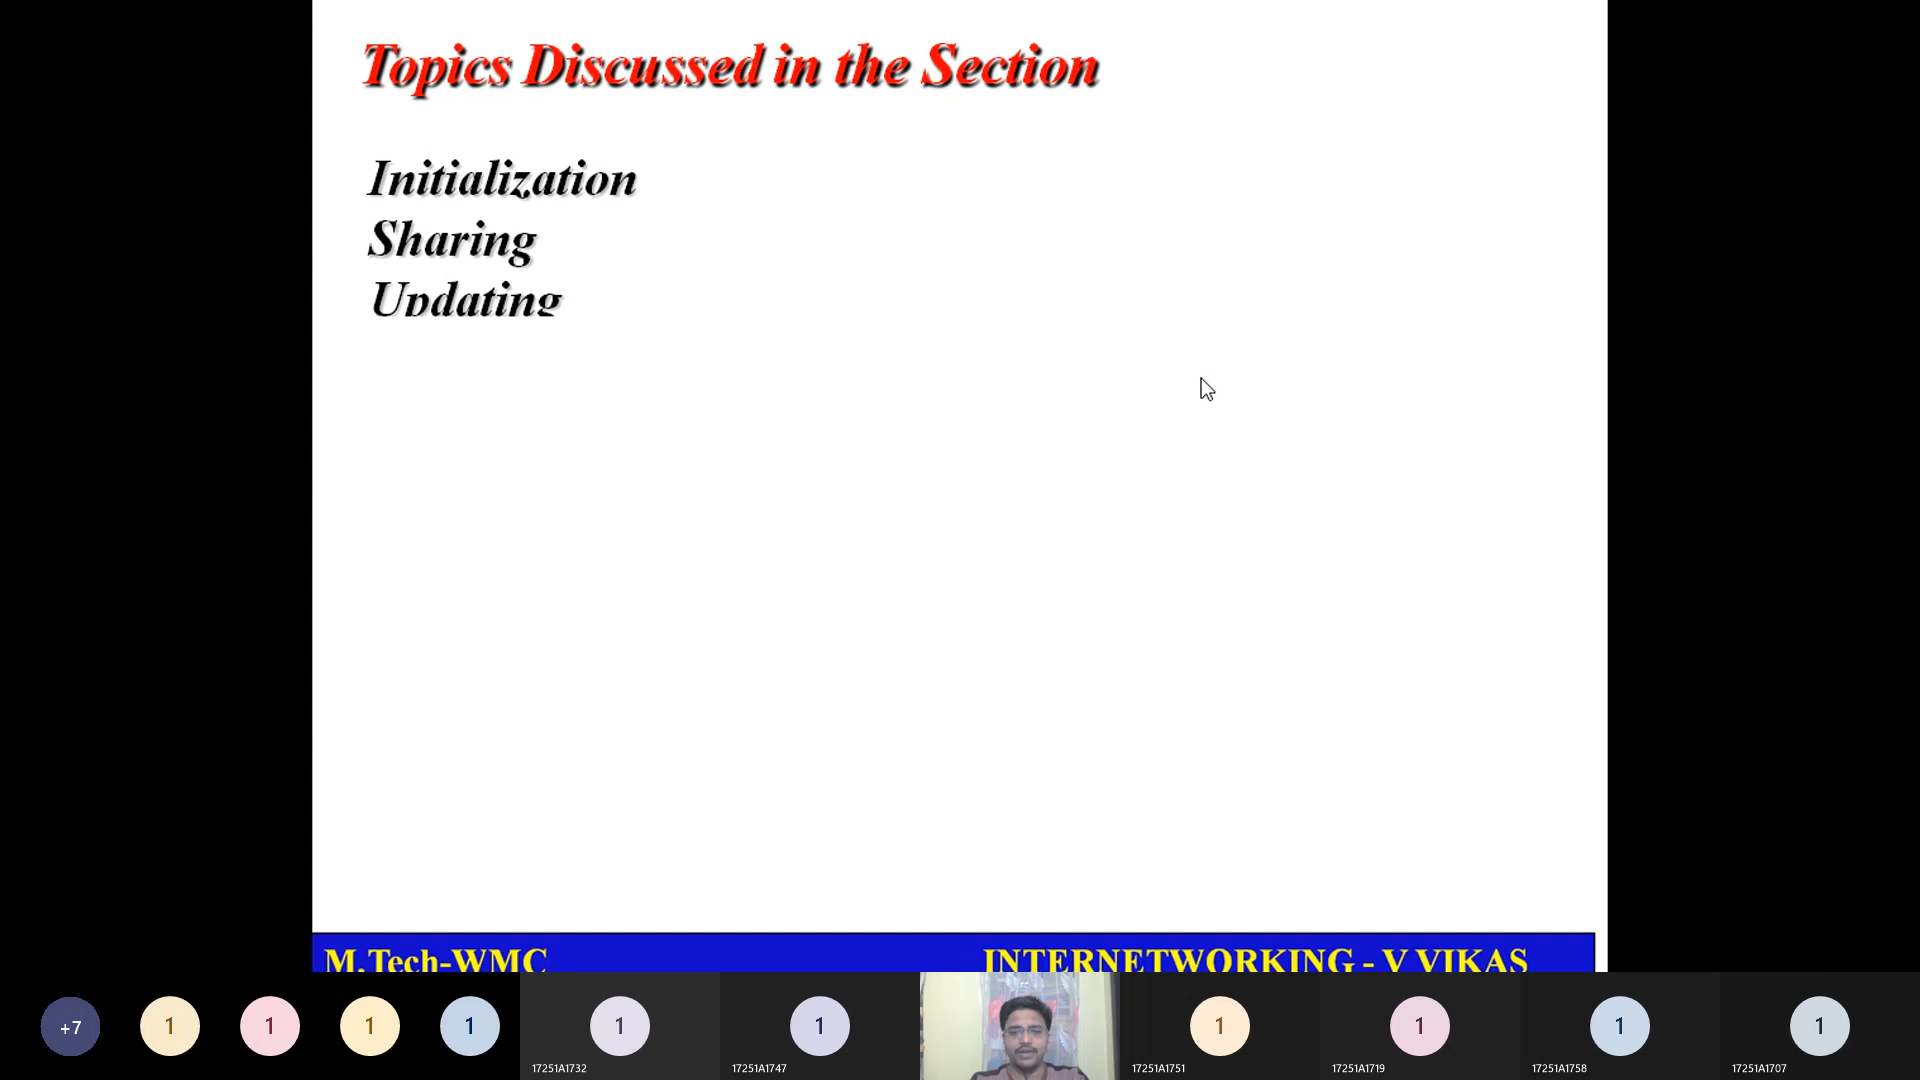 Topics Discussed in the Section
Initialization
Sharing
Updating
M.Tech-WMC INTERNETWORKING - V VIKAS
+7 1 1 1 1 1 1 1 1 1 1
17251A1732 17251A1747 17251A1751 17251A1719 17251A1758 17251A1707